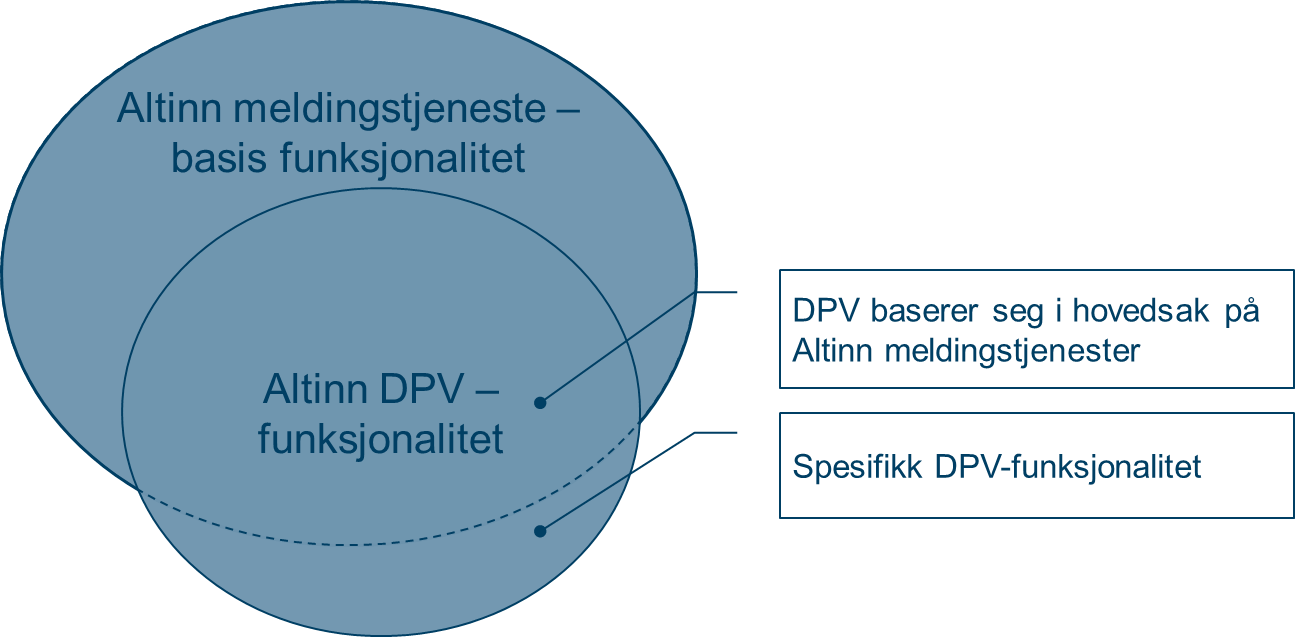 Altinn meldingstjeneste –
basis funksjonalitet
Altinn DPV –
funksjonalitet
DPV baserer seg i hovedsak på
Altinn meldingstjenester
Spesifikk DPV-funksjonalitet